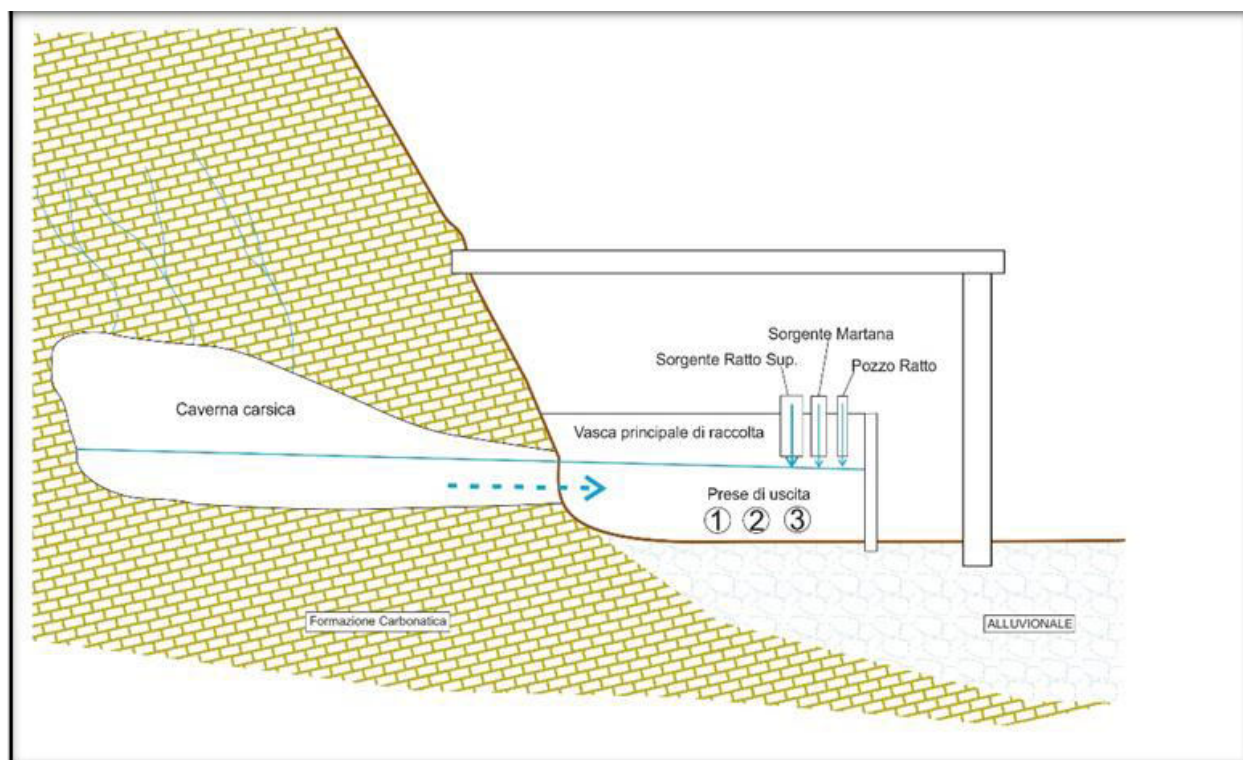 Sorgente Martana
Sorgente Ratto Sup.
Pozzo Ratto
Caverna carsica
Vasca principale di raccolta
Prese di uscita
1 2 3
Formazione Carbonatica
ALLUVIONALE